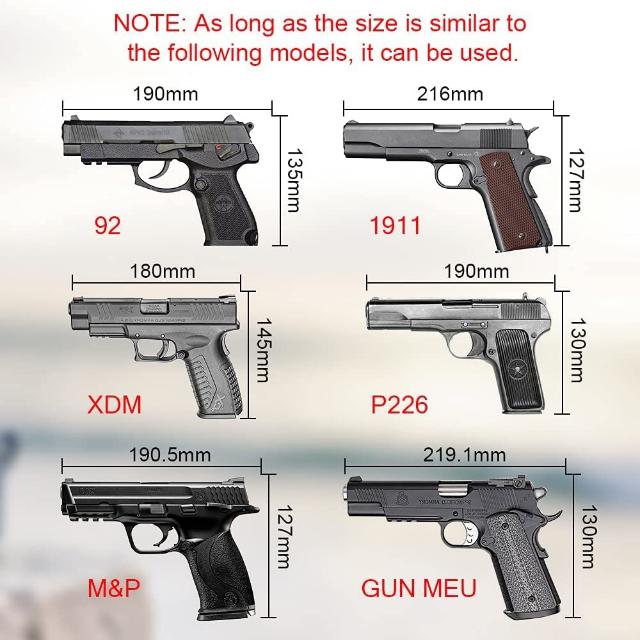 NOTE: As long as the size is similar to
the following models, it can be used.
190mm
216mm
135mm
127mm
92
1911
180mm
190mm
145mm
130mm
XDM
P226
190.5mm
219.1mm
127mm
130mm
M&P
GUN MEU